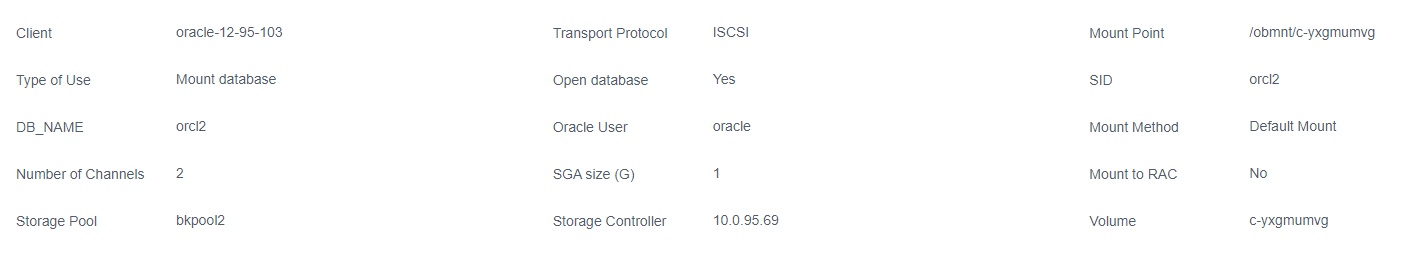 Client oracle-12-95-103 Transport Protocol ISCSI Mount Point /obmnt/c-yxgmumvg
Type of Use Mount database Open database Yes SID orcl2
DB_NAME orcl2 Oracle User oracle Mount Method Default Mount
Number of Channels 2 SGA size (G) 1 Mount to RAC No
Storage Pool bkpool2 Storage Controller 10.0.95.69 Volume c-yxgmumvg